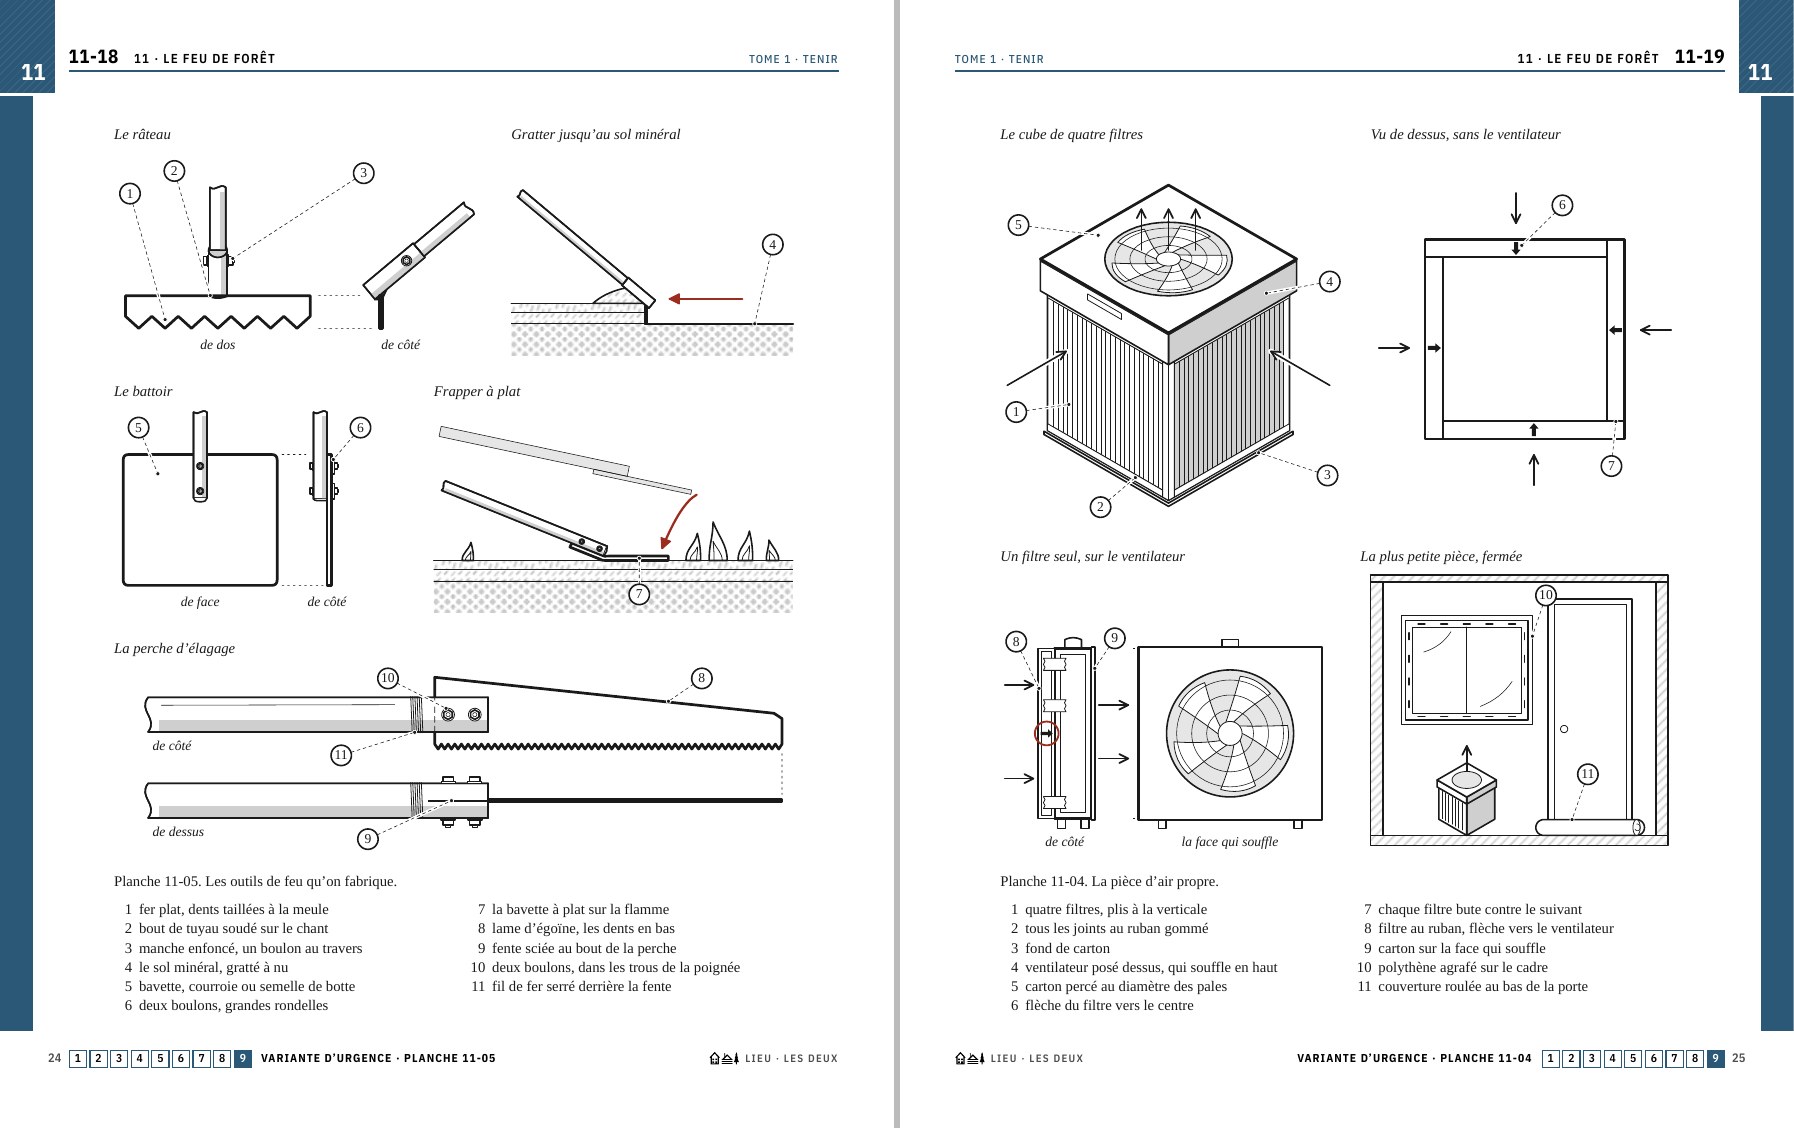 11
11-18 11 · LE FEU DE FORÊT
TOME 1 · TENIR
Le râteau
Gratter jusqu’au sol minéral
1
2
3
4
de dos
de côté
Le battoir
Frapper à plat
5
6
7
de face
de côté
La perche d’élagage
10
8
de côté
11
de dessus
9
Planche 11-05. Les outils de feu qu’on fabrique.
1 fer plat, dents taillées à la meule
2 bout de tuyau soudé sur le chant
3 manche enfoncé, un boulon au travers
4 le sol minéral, gratté à nu
5 bavette, courroie ou semelle de botte
6 deux boulons, grandes rondelles
7 la bavette à plat sur la flamme
8 lame d’égoïne, les dents en bas
9 fente sciée au bout de la perche
10 deux boulons, dans les trous de la poignée
11 fil de fer serré derrière la fente
24 1 2 3 4 5 6 7 8 9 VARIANTE D’URGENCE · PLANCHE 11-05
LIEU · LES DEUX
TOME 1 · TENIR
11 · LE FEU DE FORÊT 11-19
11
Le cube de quatre filtres
Vu de dessus, sans le ventilateur
5
4
1
3
2
6
7
Un filtre seul, sur le ventilateur
La plus petite pièce, fermée
8
9
10
11
de côté
la face qui souffle
Planche 11-04. La pièce d’air propre.
1 quatre filtres, plis à la verticale
2 tous les joints au ruban gommé
3 fond de carton
4 ventilateur posé dessus, qui souffle en haut
5 carton percé au diamètre des pales
6 flèche du filtre vers le centre
7 chaque filtre bute contre le suivant
8 filtre au ruban, flèche vers le ventilateur
9 carton sur la face qui souffle
10 polythène agrafé sur le cadre
11 couverture roulée au bas de la porte
LIEU · LES DEUX
VARIANTE D’URGENCE · PLANCHE 11-04 1 2 3 4 5 6 7 8 9 25